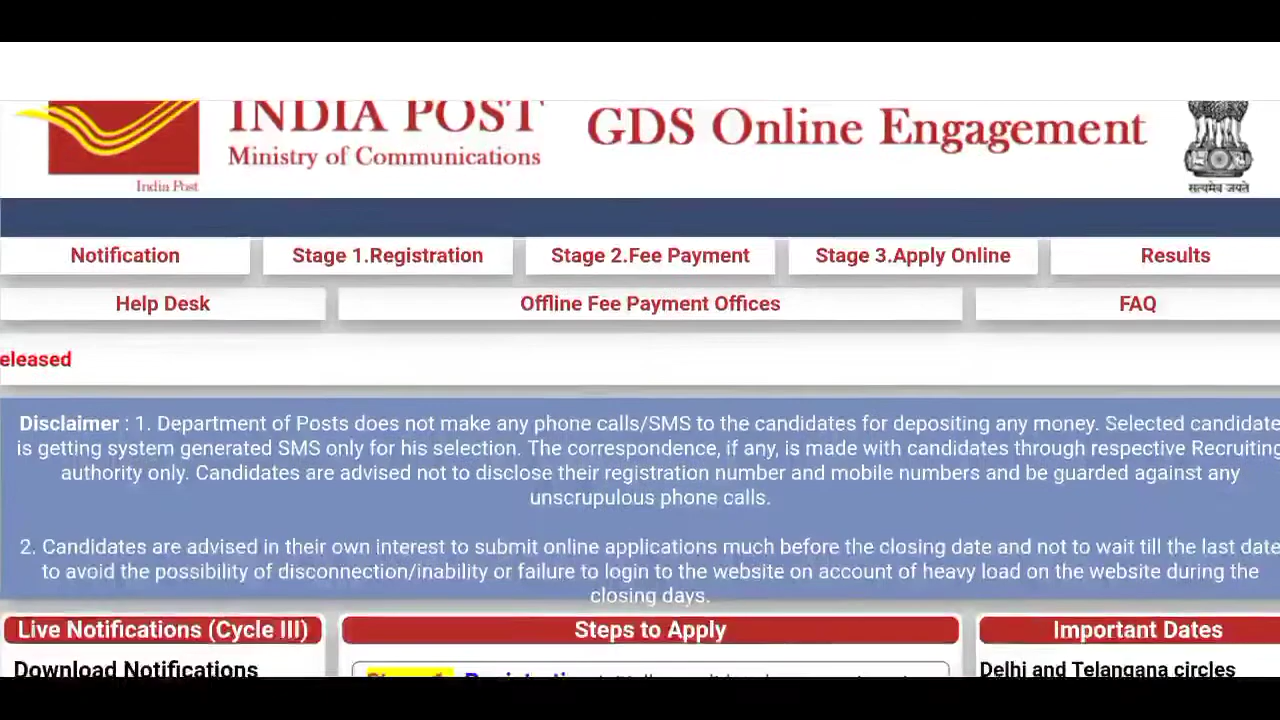 INDIA POST
GDS Online Engagement
Ministry of Communications
India Post
सत्यमेव जयते
Notification
Stage 1.Registration
Stage 2.Fee Payment
Stage 3.Apply Online
Results
Help Desk
Offline Fee Payment Offices
FAQ
eleased
Disclaimer : 1. Department of Posts does not make any phone calls/SMS to the candidates for depositing any money. Selected candidate
is getting system generated SMS only for his selection. The correspondence, if any, is made with candidates through respective Recruiting
authority only. Candidates are advised not to disclose their registration number and mobile numbers and be guarded against any
unscrupulous phone calls.
2. Candidates are advised in their own interest to submit online applications much before the closing date and not to wait till the last date
to avoid the possibility of disconnection/inability or failure to login to the website on account of heavy load on the website during the
closing days.
Live Notifications (Cycle III)
Steps to Apply
Important Dates
Download Notifications
Delhi and Telangana circles